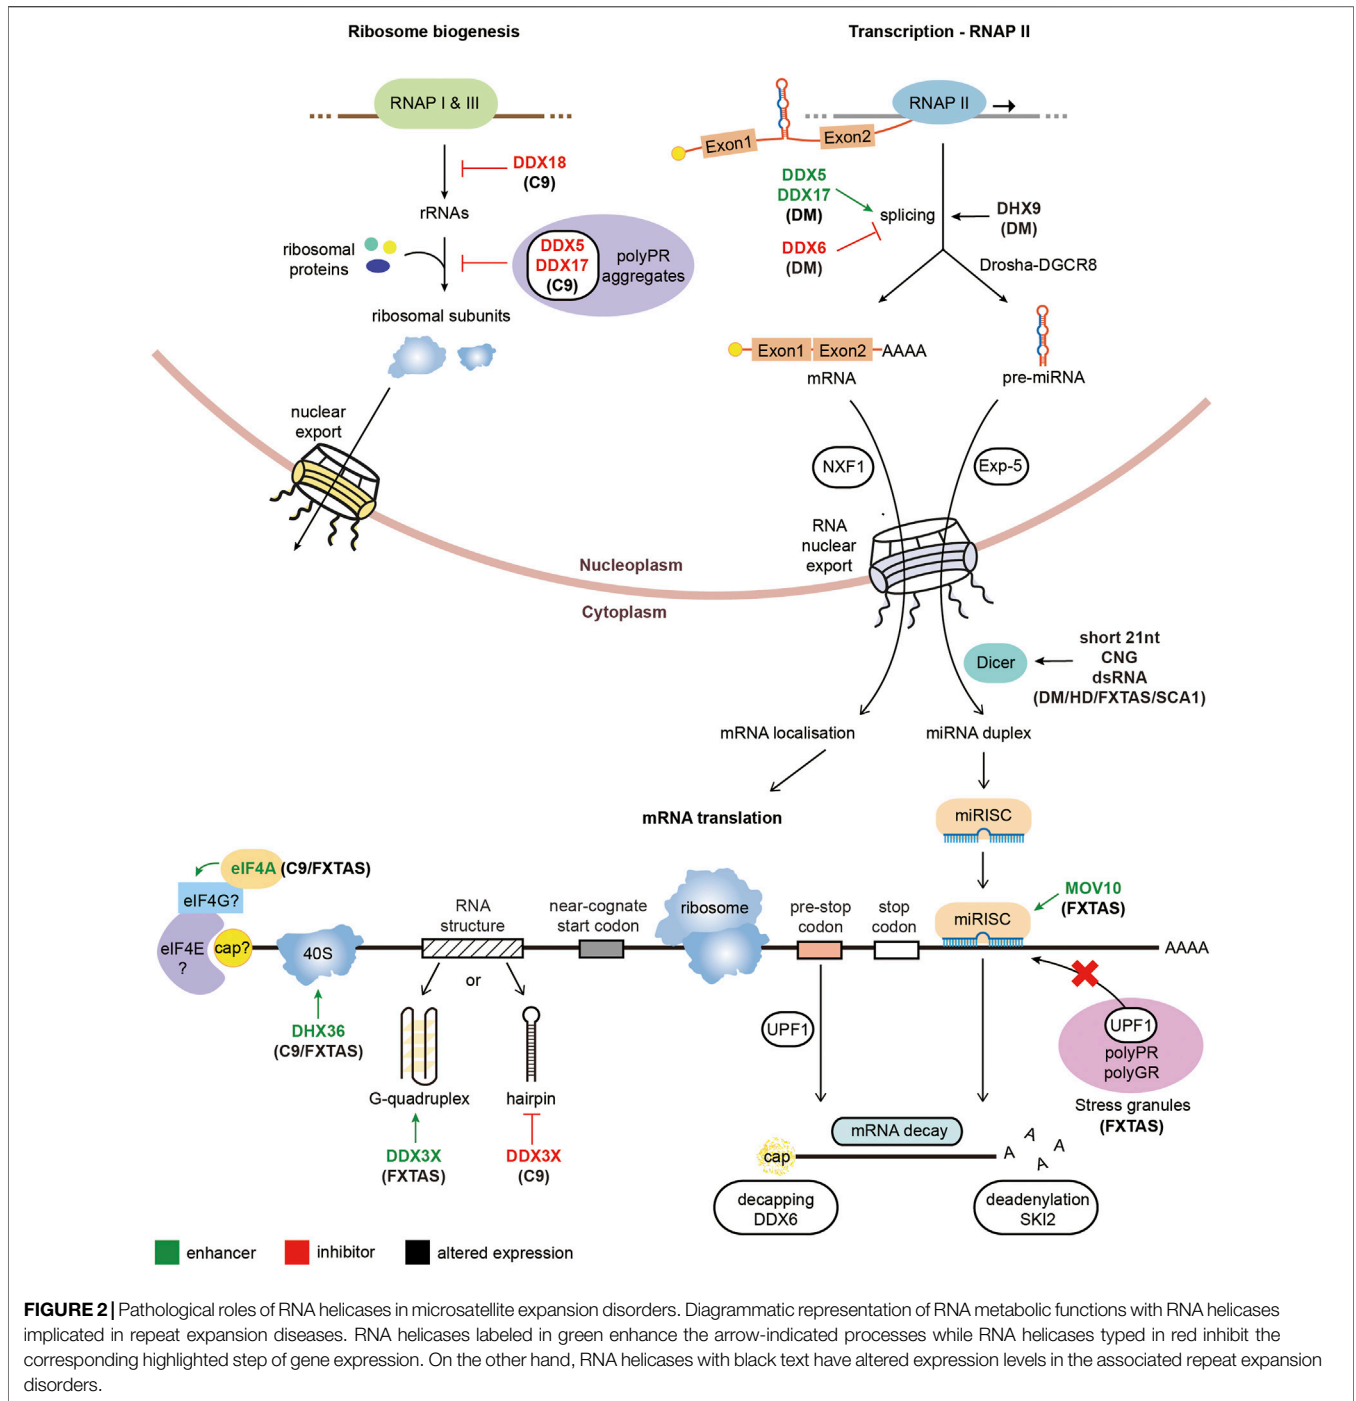 Ribosome biogenesis
Transcription - RNAP II
RNAP I & III
RNAP II
Exon1
Exon2
DDX18
(C9)
rRNAs
ribosomal
proteins
DDX5
DDX17
(C9)
polyPR
aggregates
ribosomal subunits
DDX5
DDX17
(DM)
splicing
DHX9
(DM)
DDX6
(DM)
Drosha-DGCR8
Exon1
Exon2
AAAA
mRNA
pre-miRNA
nuclear
export
NXF1
Exp-5
RNA
nuclear
export
Nucleoplasm
Cytoplasm
Dicer
short 21nt
CNG
dsRNA
(DM/HD/FXTAS/SCA1)
mRNA localisation
miRNA duplex
mRNA translation
miRISC
eIF4A (C9/FXTAS)
eIF4G?
eIF4E
?
cap?
40S
RNA
structure
near-cognate
start codon
ribosome
pre-stop
codon
stop
codon
miRISC
MOV10
(FXTAS)
AAAA
or
DHX36
(C9/FXTAS)
G-quadruplex
hairpin
DDX3X
(FXTAS)
DDX3X
(C9)
UPF1
UPF1
polyPR
polyGR
Stress granules
(FXTAS)
mRNA decay
cap
A
A
A
A
decapping
DDX6
deadenylation
SKI2
enhancer
inhibitor
altered expression
FIGURE 2 | Pathological roles of RNA helicases in microsatellite expansion disorders. Diagrammatic representation of RNA metabolic functions with RNA helicases
implicated in repeat expansion diseases. RNA helicases labeled in green enhance the arrow-indicated processes while RNA helicases typed in red inhibit the
corresponding highlighted step of gene expression. On the other hand, RNA helicases with black text have altered expression levels in the associated repeat expansion
disorders.